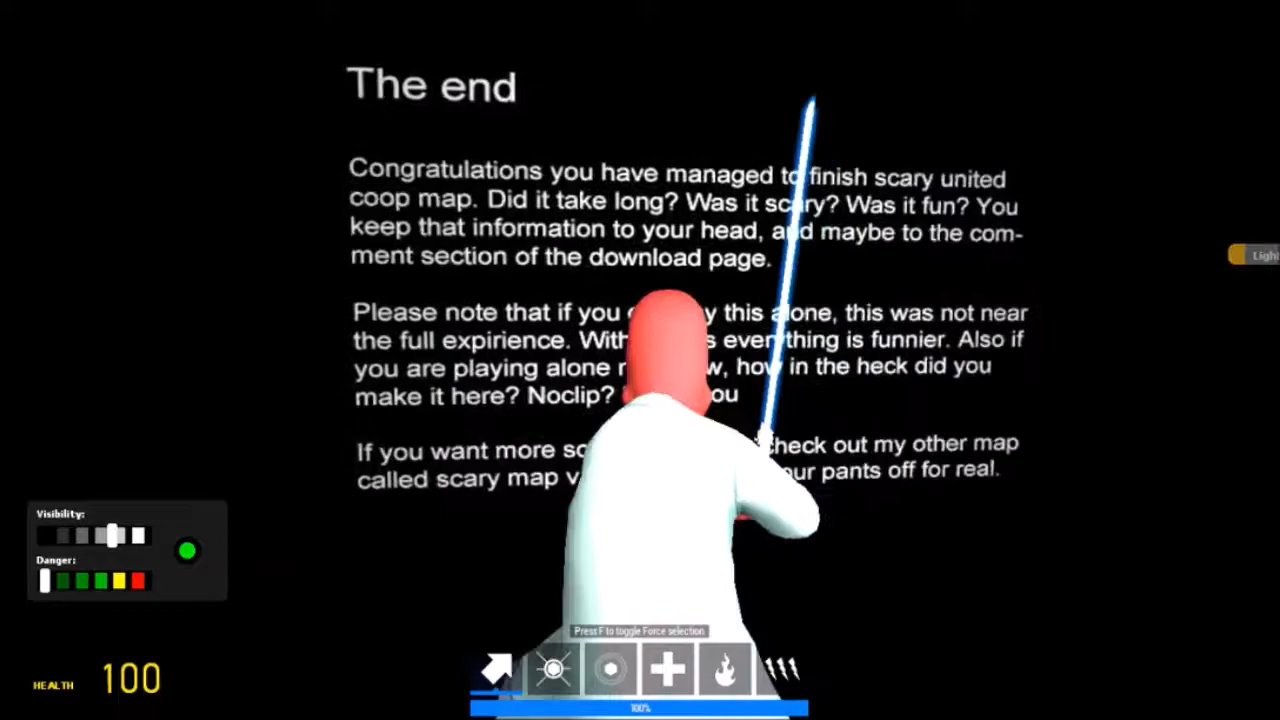 The end
Congratulations you have managed to finish scary united
coop map. Did it take long? Was it scary? Was it fun? You
keep that information to your head, and maybe to the com-
ment section of the download page.
Please note that if you this alone, this was not near
the full expirience. With everything is funnier. Also if
you are playing alone how in the heck did you
make it here? Noclip?
If you want more check out my other map
called scary map pants off for real.
Light
Visibility:
Danger:
Press F to toggle Force selection
HEALTH 100
100%